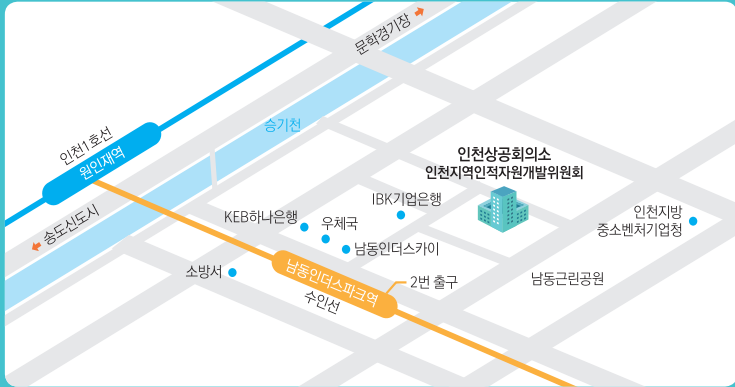 문학경기장
승기천
인천1호선
원인재역
송도신도시
인천상공회의소
인천지역인적자원개발위원회
IBK기업은행
KEB하나은행
우체국
남동인더스카이
인천지방
중소벤처기업청
소방서
남동인더스파크역
2번 출구
수인선
남동근린공원